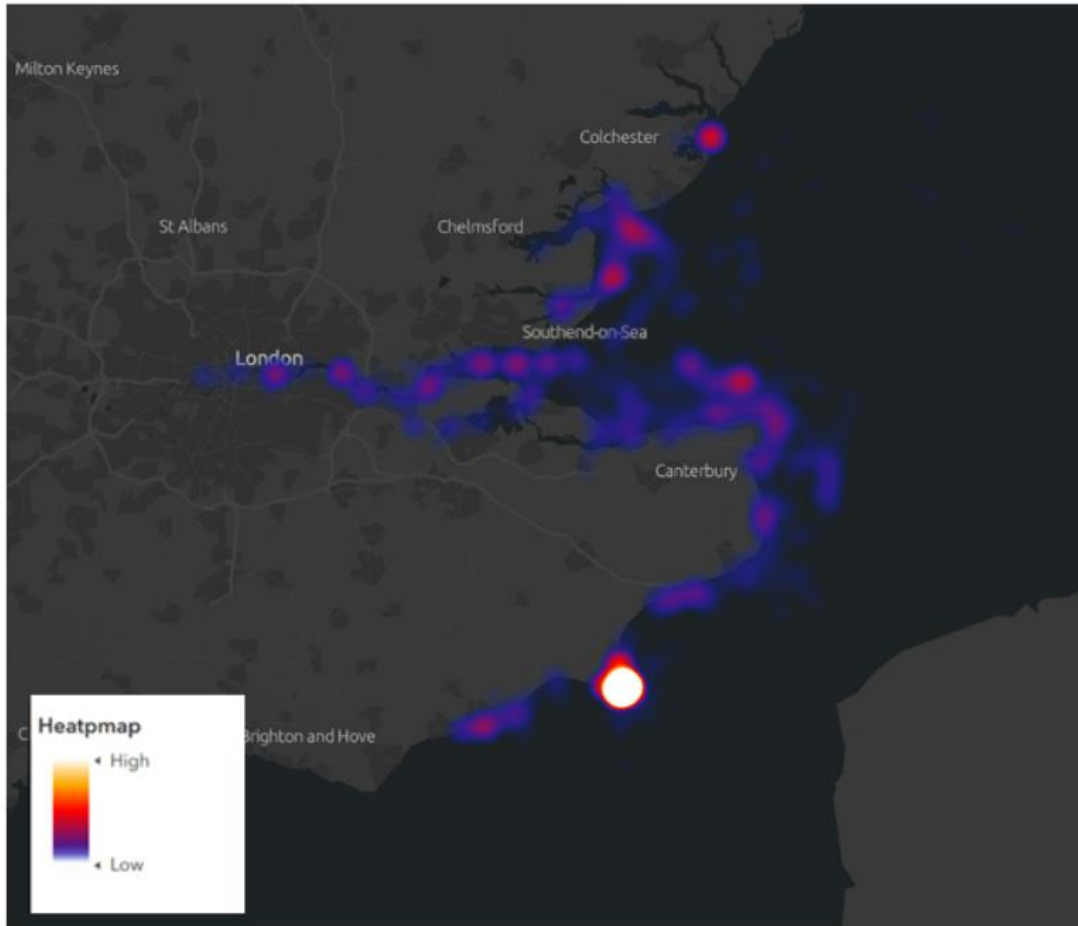 Milton Keynes
Colchester
St Albans
Chelmsford
Southend-on-Sea
London
Canterbury
Heatpmap
C
Brighton and Hove
High
Low